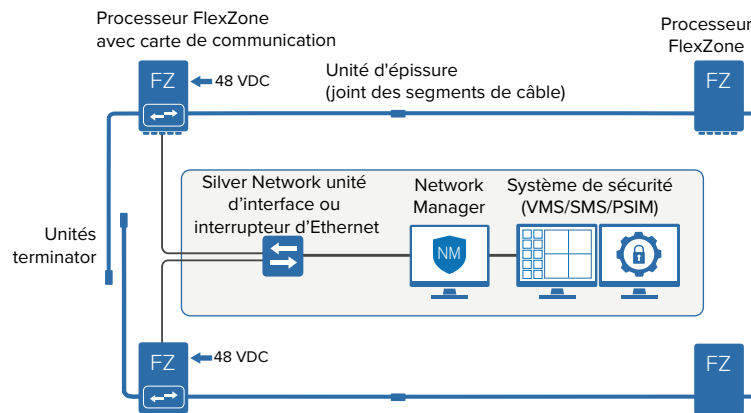 Processeur FlexZone
avec carte de communication
Processeur
FlexZone
FZ
48 VDC
Unité d'épissure
(joint des segments de câble)
FZ
Silver Network unité
d'interface ou
interrupteur d'Ethernet
Network
Manager
Système de sécurité
(VMS/SMS/PSIM)
Unités
terminator
NM
FZ
48 VDC
FZ